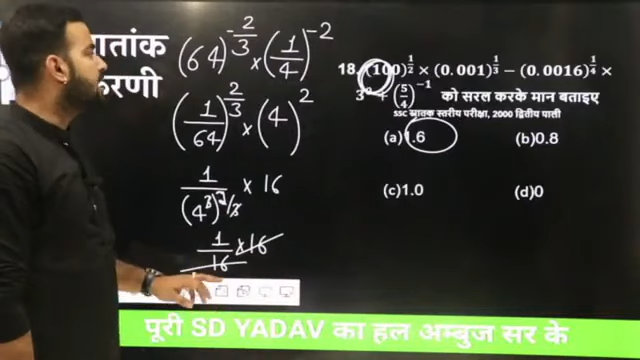 घातांक
करणी
(64)^{-2/3} × (1/4)^{-2}
(1/64)^{2/3} × (4)^2
1/(4^3)^{2/3} × 16
1/16 × 16
18. (100)^{1/2} × (0.001)^{1/3} − (0.0016)^{1/4} ×
3^0 + (5/4)^{-1} को सरल करके मान बताइए
SSC स्नातक स्तरीय परीक्षा, 2000 द्वितीय पाली
(a) 1.6 (b) 0.8
(c) 1.0 (d) 0
पूरी SD YADAV का हल अम्बुज सर के